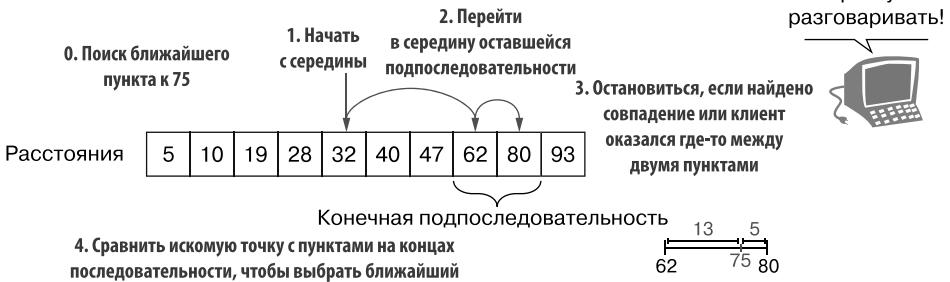 разговаривать!
2. Перейти
в середину оставшейся
подпоследовательности
1. Начать
с середины
0. Поиск ближайшего
пункта к 75
3. Остановиться, если найдено
совпадение или клиент
оказался где-то между
двумя пунктами
Расстояния 5 10 19 28 32 40 47 62 80 93
Конечная подпоследовательность
4. Сравнить искомую точку с пунктами на концах
последовательности, чтобы выбрать ближайший
13 5
62 75 80